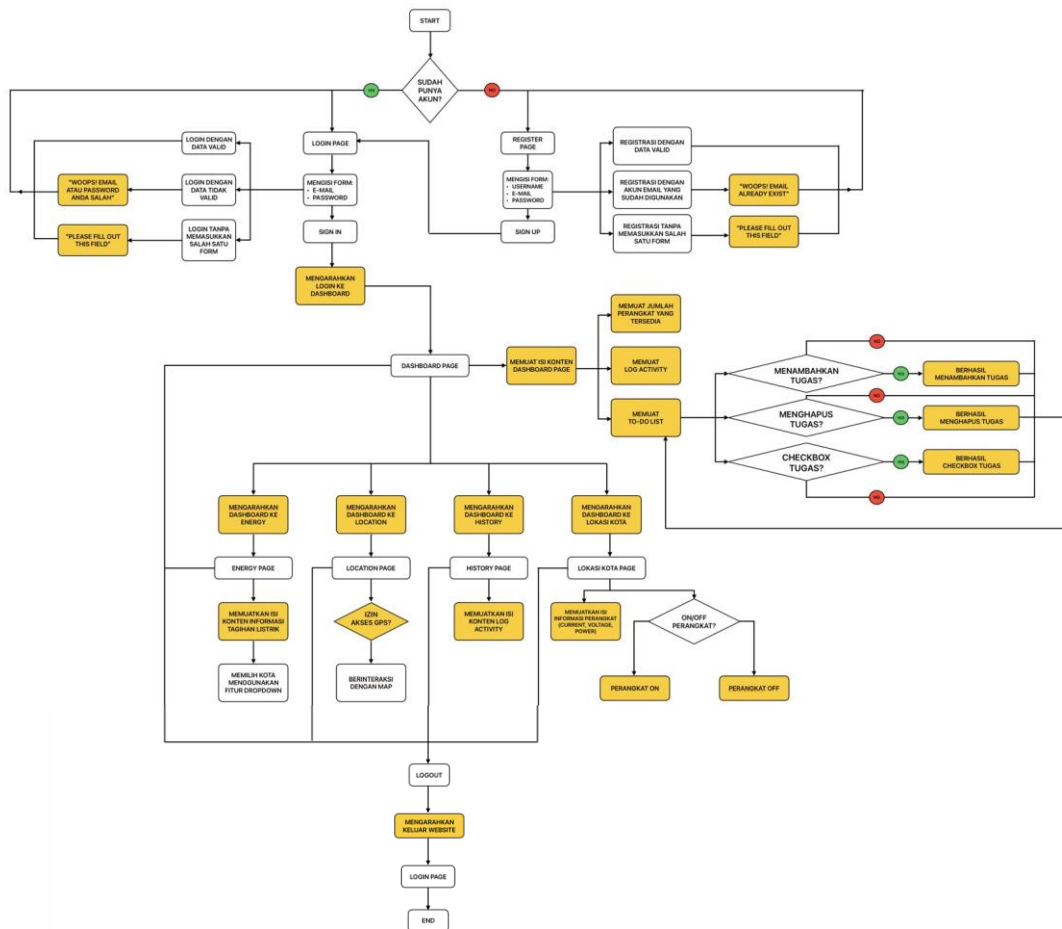 START
SUDAH
PUNYA
AKUN?
YES
NO
LOGIN DENGAN
DATA VALID
LOGIN PAGE
REGISTER
PAGE
REGISTRASI DENGAN
DATA VALID
"WOOPS! EMAIL
ATAU PASSWORD
ANDA SALAH"
LOGIN DENGAN
DATA TIDAK
VALID
MENGISI FORM:
• E-MAIL
• PASSWORD
MENGISI FORM:
• USERNAME
• E-MAIL
• PASSWORD
REGISTRASI DENGAN
AKUN EMAIL YANG
SUDAH DIGUNAKAN
"WOOPS! EMAIL
ALREADY EXIST"
"PLEASE FILL OUT
THIS FIELD"
LOGIN TANPA
MEMASUKKAN
SALAH SATU
FORM
SIGN IN
SIGN UP
REGISTRASI TANPA
MEMASUKKAN SALAH
SATU FORM
"PLEASE FILL OUT
THIS FIELD"
MENGARAHKAN
LOGIN KE
DASHBOARD
MEMUAT JUMLAH
PERANGKAT YANG
TERSEDIA
DASHBOARD PAGE
MEMUAT ISI KONTEN
DASHBOARD PAGE
MEMUAT
LOG ACTIVITY
MEMUAT
TO-DO LIST
NO
MENAMBAHKAN
TUGAS?
YES
BERHASIL
MENAMBAHKAN TUGAS
NO
MENGHAPUS
TUGAS?
YES
BERHASIL
MENGHAPUS TUGAS
CHECKBOX
TUGAS?
YES
BERHASIL
CHECKBOX TUGAS
NO
MENGARAHKAN
DASHBOARD KE
ENERGY
MENGARAHKAN
DASHBOARD KE
LOCATION
MENGARAHKAN
DASHBOARD KE
HISTORY
MENGARAHKAN
DASHBOARD KE
LOKASI KOTA
ENERGY PAGE
LOCATION PAGE
HISTORY PAGE
LOKASI KOTA PAGE
MEMUATKAN ISI
KONTEN INFORMASI
TAGIHAN LISTRIK
IZIN
AKSES GPS?
MEMUATKAN ISI
KONTEN LOG
ACTIVITY
MEMUATKAN ISI
INFORMASI PERANGKAT
(CURRENT, VOLTAGE,
POWER)
ON/OFF
PERANGKAT?
MEMILIH KOTA
MENGGUNAKAN
FITUR DROPDOWN
BERINTERAKSI
DENGAN MAP
PERANGKAT ON
PERANGKAT OFF
LOGOUT
MENGARAHKAN
KELUAR WEBSITE
LOGIN PAGE
END